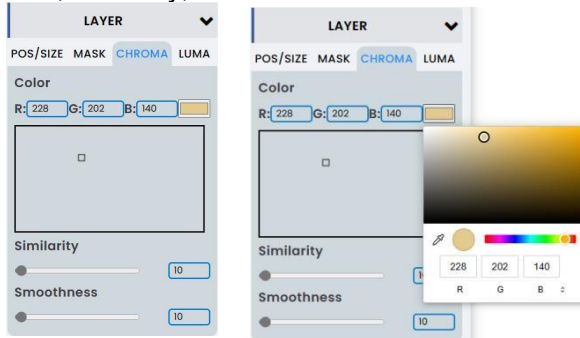 LAYER
POS/SIZE MASK CHROMA LUMA
Color
R: 228 G: 202 B: 140
Similarity
10
Smoothness
10
LAYER
POS/SIZE MASK CHROMA LUMA
Color
R: 228 G: 202 B: 140
Similarity
Smoothness
10
228 202 140
R G B